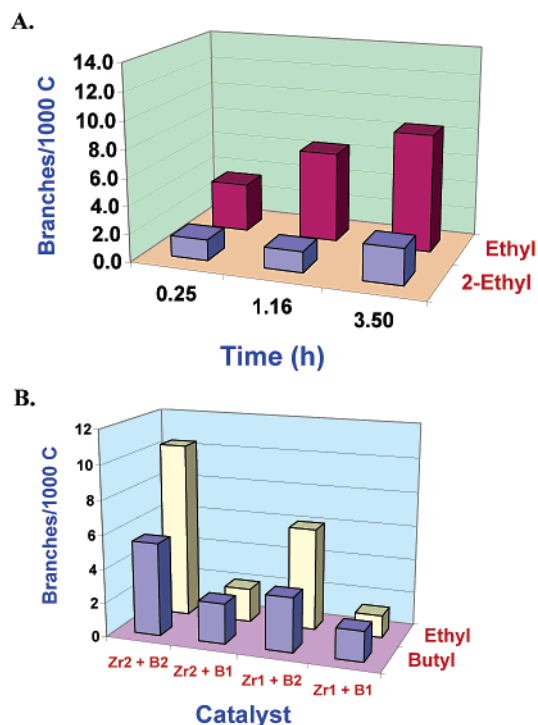 A.
Branches/1000 C
14.0
12.0
10.0
8.0
6.0
4.0
2.0
0.0
0.25
1.16
3.50
Ethyl
2-Ethyl
Time (h)
B.
Branches/1000 C
12
10
8
6
4
2
0
Zr2 + B2
Zr2 + B1
Zr1 + B2
Zr1 + B1
Ethyl
Butyl
Catalyst